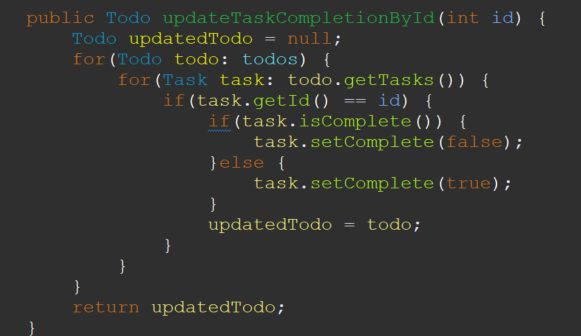 public Todo updateTaskCompletionById(int id) {
    Todo updatedTodo = null;
    for(Todo todo: todos) {
        for(Task task: todo.getTasks()) {
            if(task.getId() == id) {
                if(task.isComplete()) {
                    task.setComplete(false);
                }else {
                    task.setComplete(true);
                }
                updatedTodo = todo;
            }
        }
    }
    return updatedTodo;
}